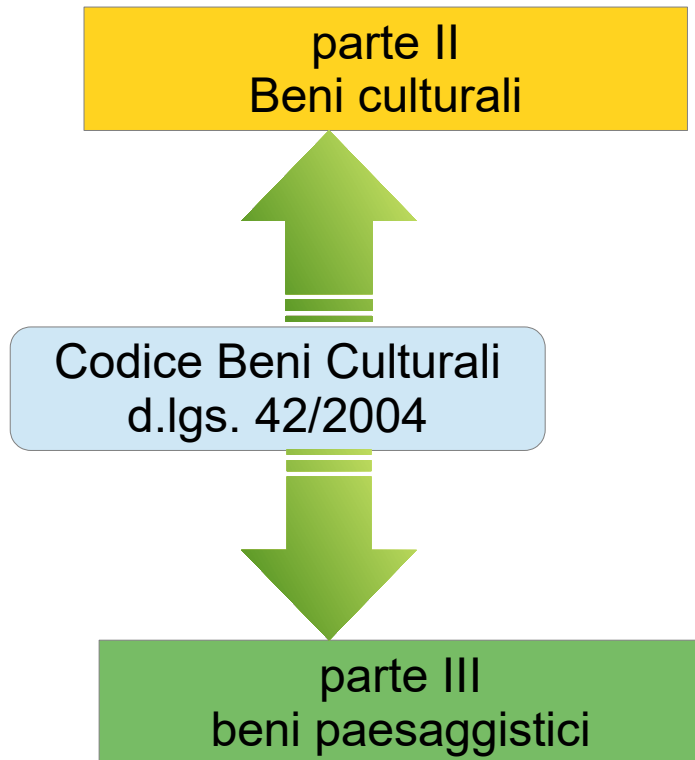 parte II
Beni culturali
Codice Beni Culturali
d.lgs. 42/2004
parte III
beni paesaggistici